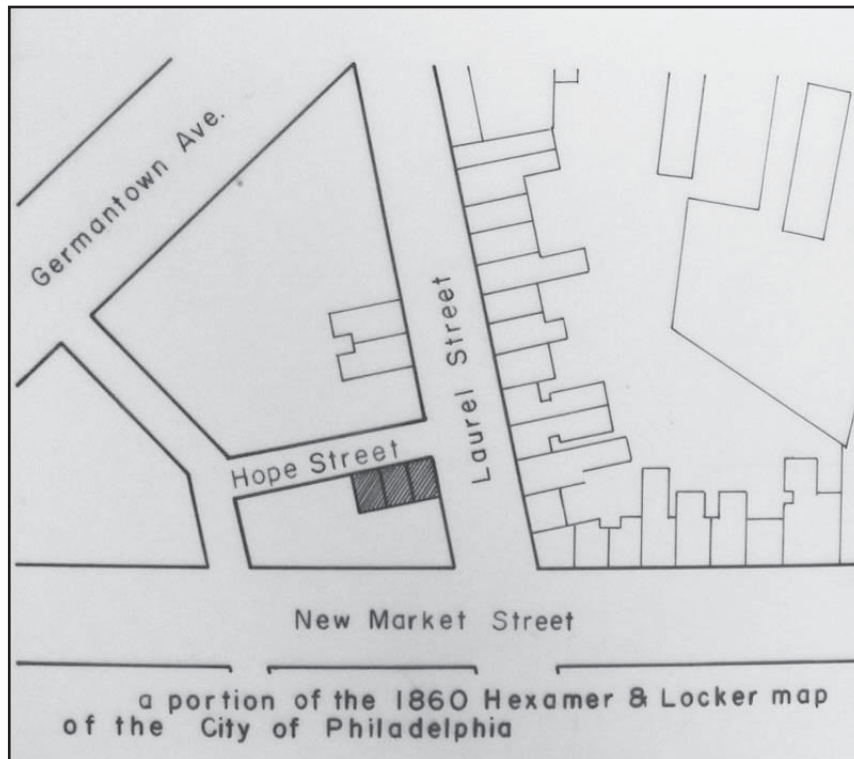 Germantown Ave.
Laurel Street
Hope Street
New Market Street
a portion of the 1860 Hexamer & Locker map
of the City of Philadelphia